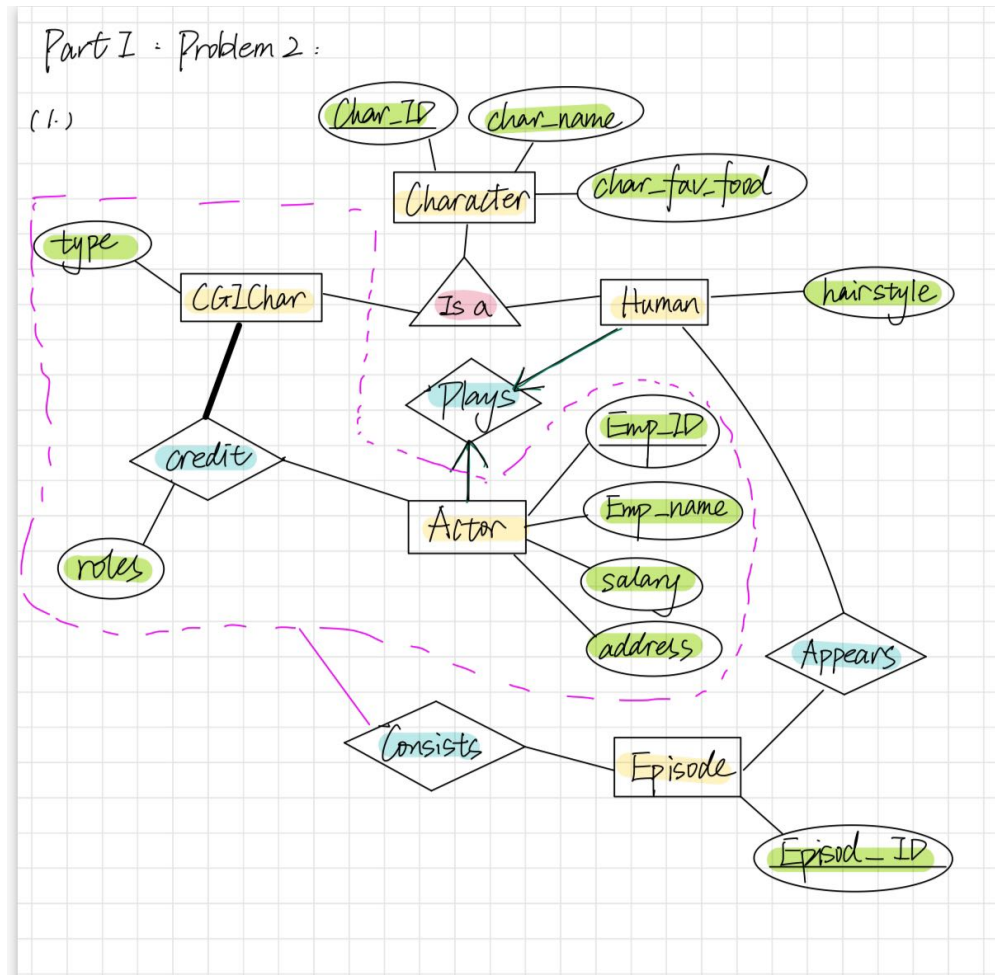 Part I : Problem 2 :
(1.)
Char_ID
char_name
Character
char_fav_food
type
CGIChar
Is a
Human
hairstyle
Plays
Emp_ID
credit
Emp_name
Actor
roles
salary
address
Appears
Consists
Episode
Episod_ID